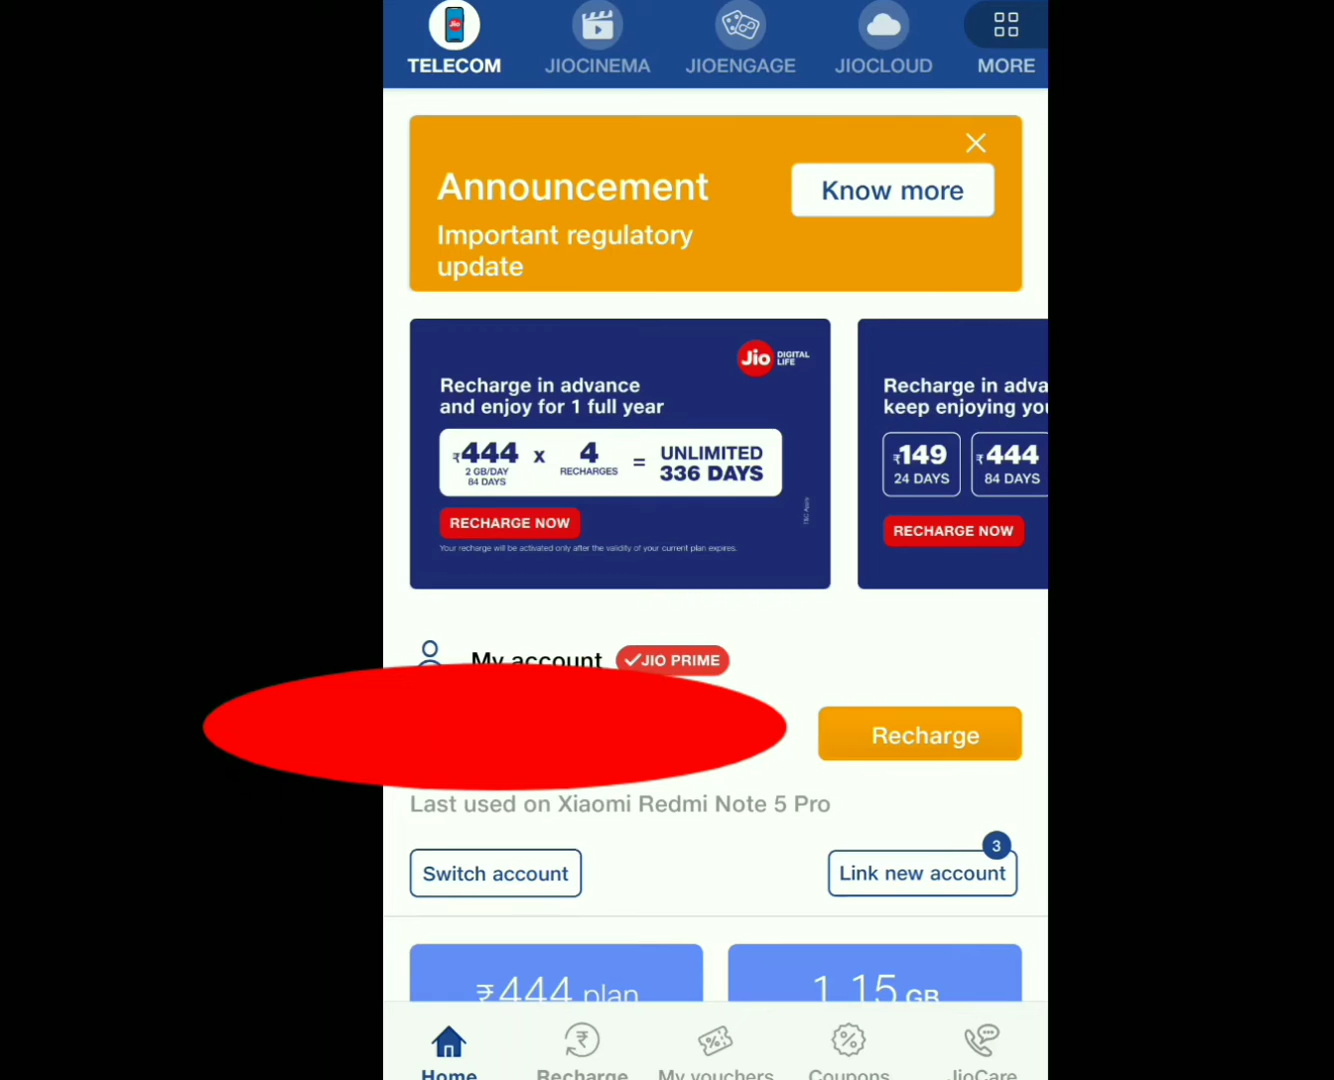 Jio
TELECOM
JIOCINEMA
JIOENGAGE
JIOCLOUD
MORE
Announcement
Know more
Important regulatory
update
Jio DIGITAL
LIFE
Recharge in advance
and enjoy for 1 full year
₹444 x 4 = UNLIMITED
2 GB/DAY RECHARGES 336 DAYS
84 DAYS
T&C Apply
RECHARGE NOW
Your recharge will be activated only after the validity of your current plan expires.
Recharge in adva
keep enjoying you
₹149 ₹444
24 DAYS 84 DAYS
RECHARGE NOW
My account JIO PRIME
Recharge
Last used on Xiaomi Redmi Note 5 Pro
Switch account
3
Link new account
₹444 plan
1.15 GB
Home
Recharge
My vouchers
Coupons
JioCare